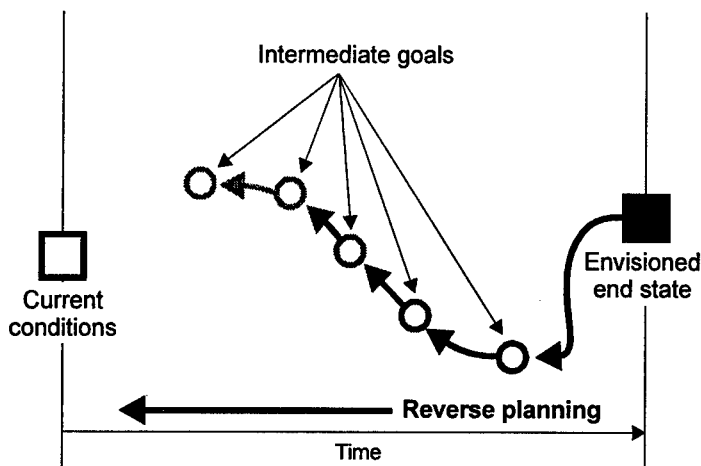 Intermediate goals
Envisioned
end state
Current
conditions
Reverse planning
Time